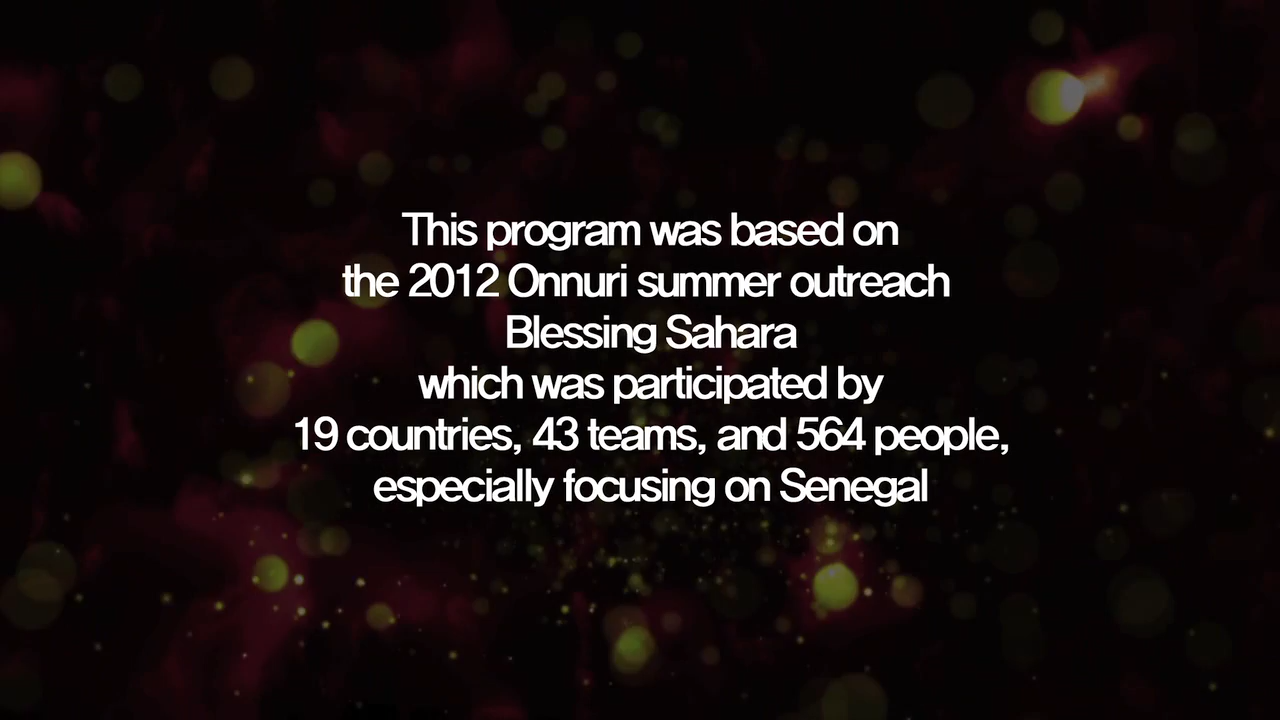 This program was based on
the 2012 Onnuri summer outreach
Blessing Sahara
which was participated by
19 countries, 43 teams, and 564 people,
especially focusing on Senegal